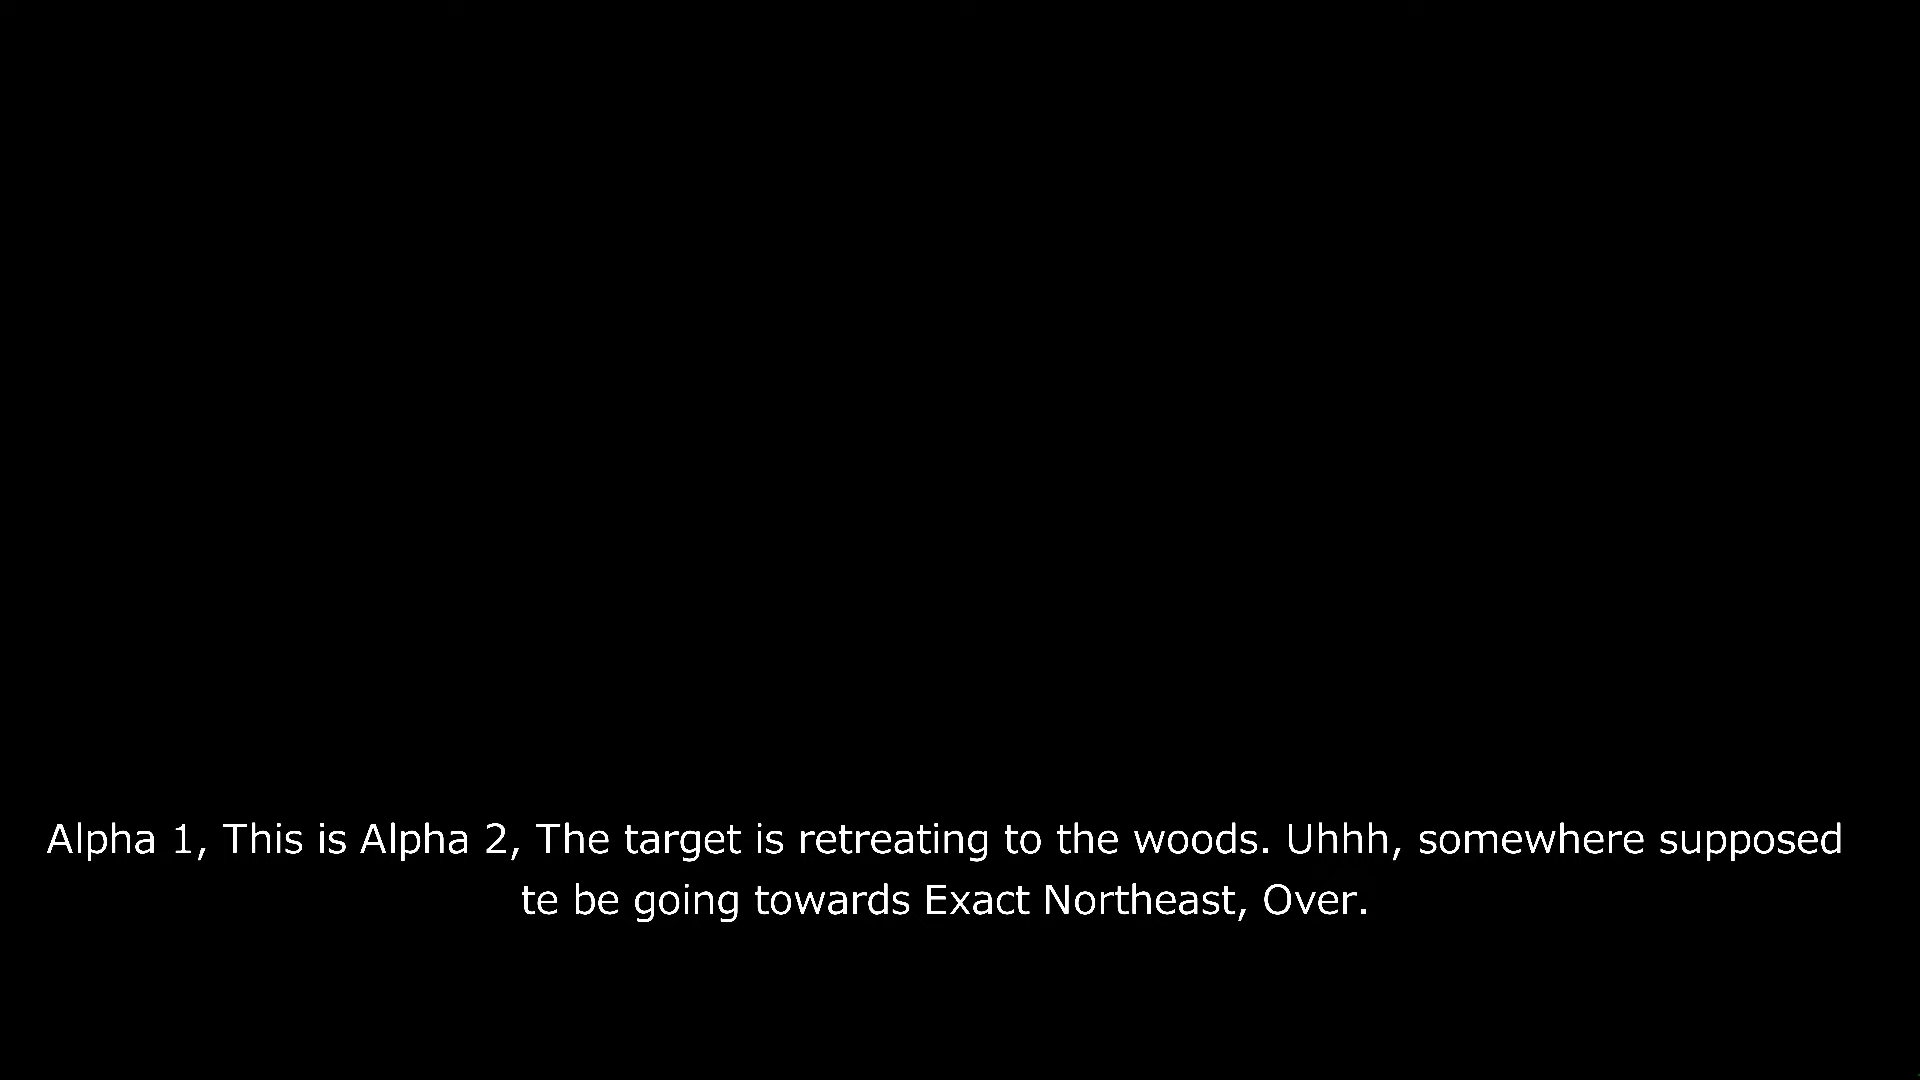 Alpha 1, This is Alpha 2, The target is retreating to the woods. Uhhh, somewhere supposed
te be going towards Exact Northeast, Over.